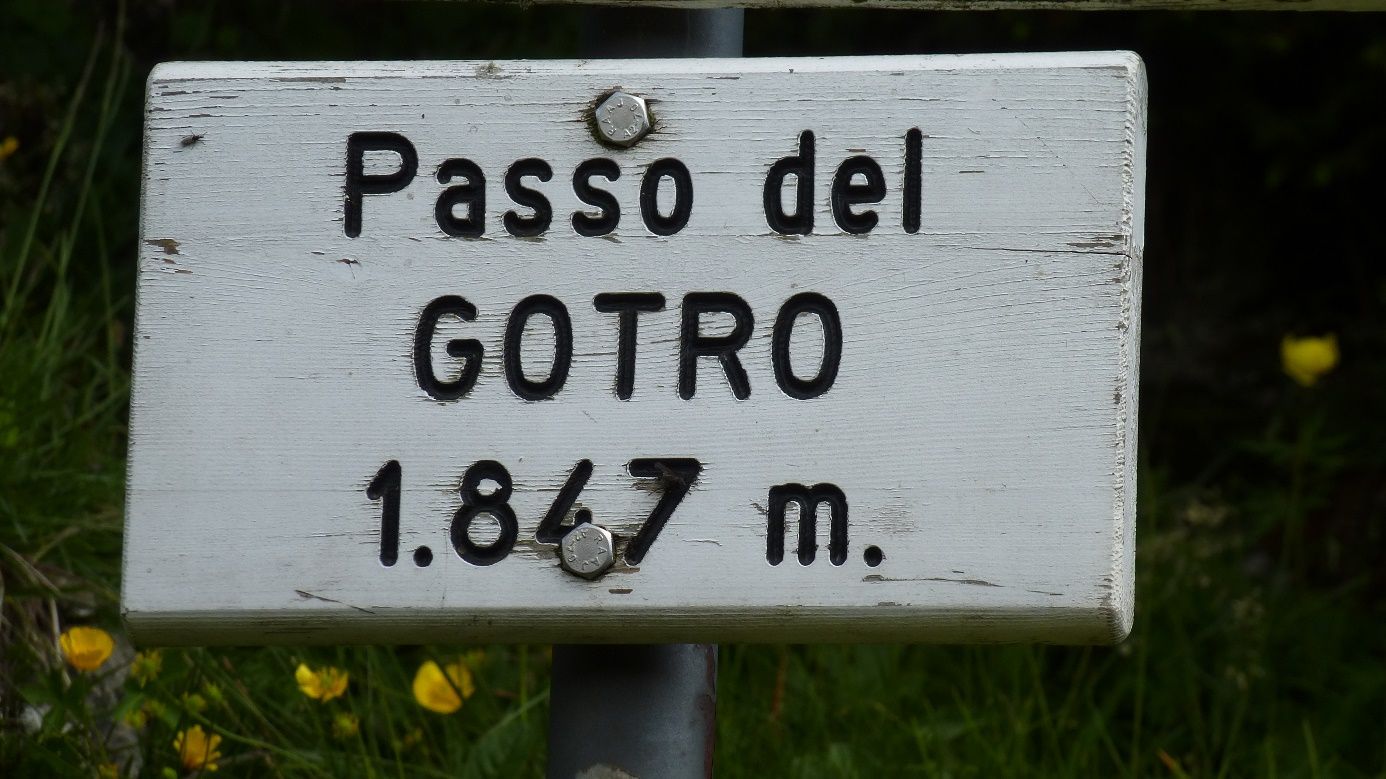 Passo del
GOTRO
1.847 m.